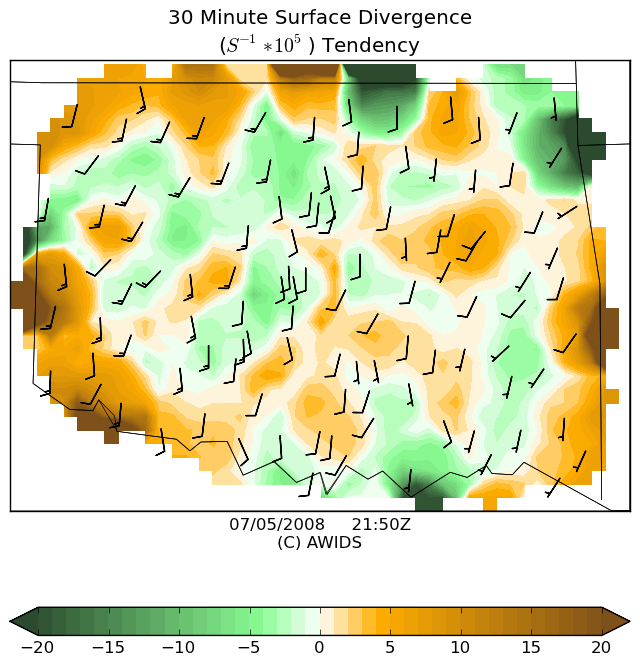 30 Minute Surface Divergence
(S⁻¹ *10⁵ ) Tendency
07/05/2008 21:50Z
(C) AWIDS
−20 −15 −10 −5 0 5 10 15 20